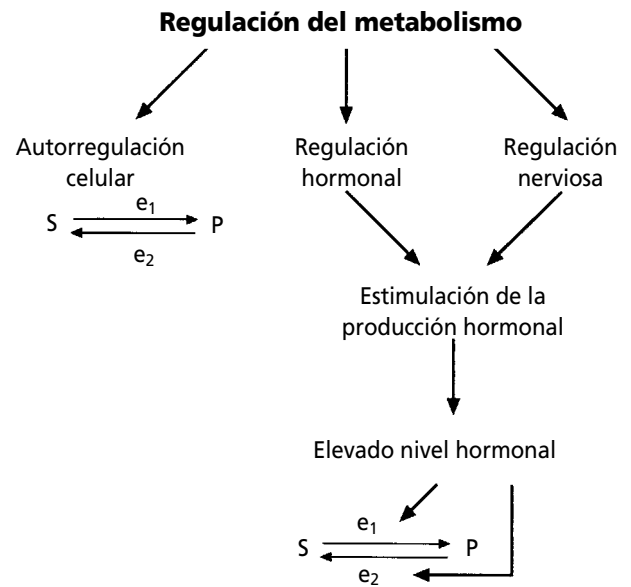 Regulación del metabolismo
Autorregulación
celular
S e₁ P
e₂
Regulación
hormonal
Regulación
nerviosa
Estimulación de la
producción hormonal
Elevado nivel hormonal
e₁
S P
e₂